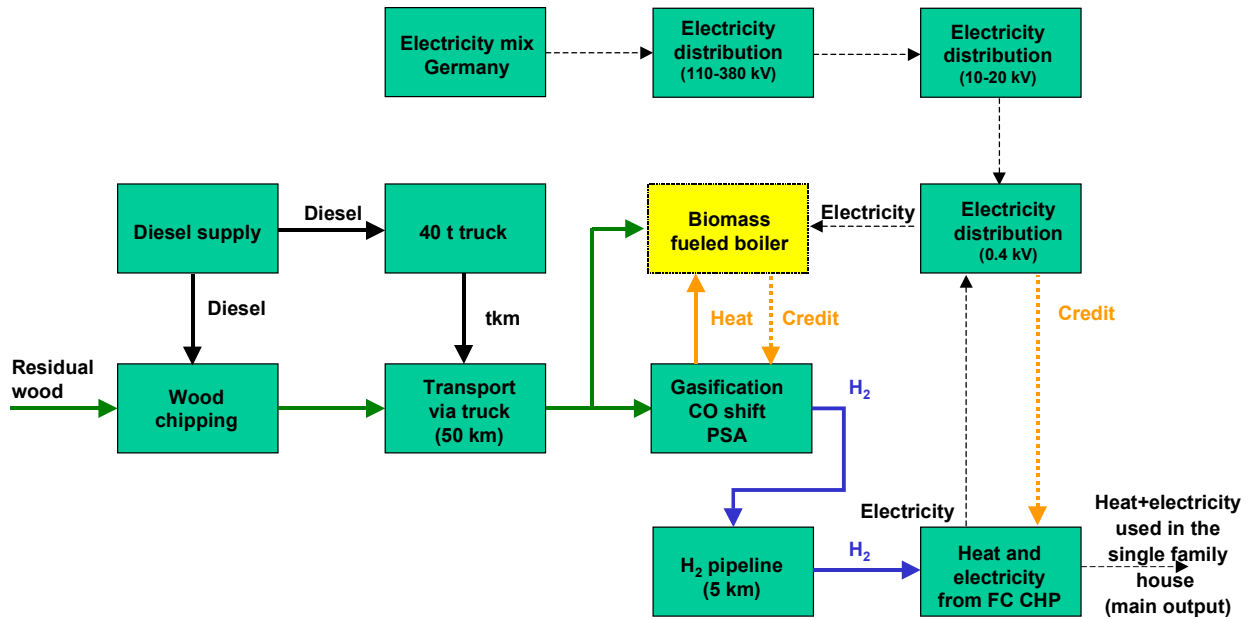 Electricity mix
Germany
Electricity
distribution
(110-380 kV)
Electricity
distribution
(10-20 kV)
Diesel supply
Diesel
40 t truck
Biomass
fueled boiler
Electricity
Electricity
distribution
(0.4 kV)
Diesel
tkm
Heat
Credit
Credit
Residual
wood
Wood
chipping
Transport
via truck
(50 km)
Gasification
CO shift
PSA
H₂
H₂ pipeline
(5 km)
H₂
Electricity
Heat and
electricity
from FC CHP
Heat+electricity
used in the
single family
house
(main output)